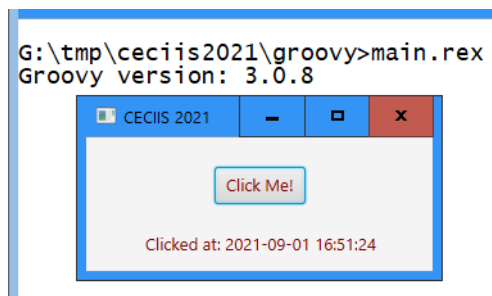 G:\tmp\ceciis2021\groovy>main.rex
Groovy version: 3.0.8
CECIIS 2021
Click Me!
Clicked at: 2021-09-01 16:51:24